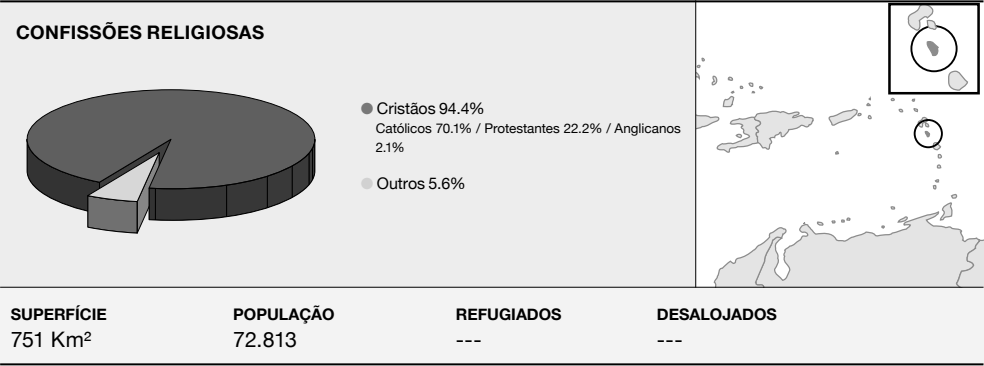 CONFISSÕES RELIGIOSAS
Cristãos 94.4%
Católicos 70.1% / Protestantes 22.2% / Anglicanos
2.1%
Outros 5.6%
SUPERFÍCIE
751 Km²
POPULAÇÃO
72.813
REFUGIADOS
---
DESALOJADOS
---